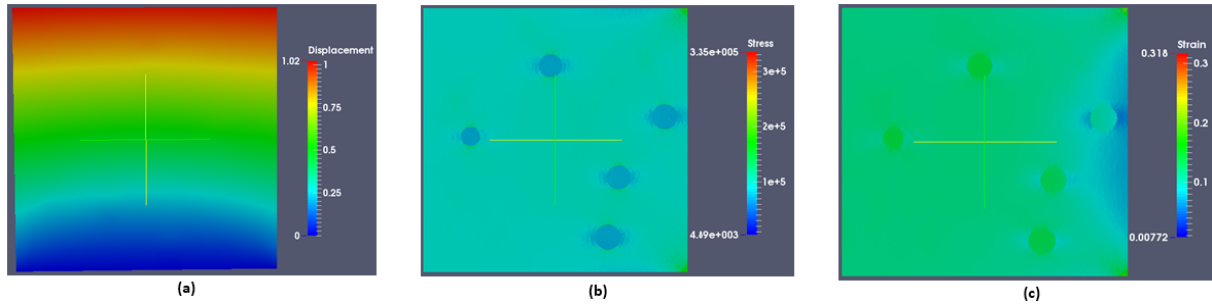 Displacement
1.02
1
0.75
0.5
0.25
0
(a)
Stress
3.35e+005
3e+5
2e+5
1e+5
4.49e+003
(b)
Strain
0.318
0.3
0.2
0.1
0.00772
(c)